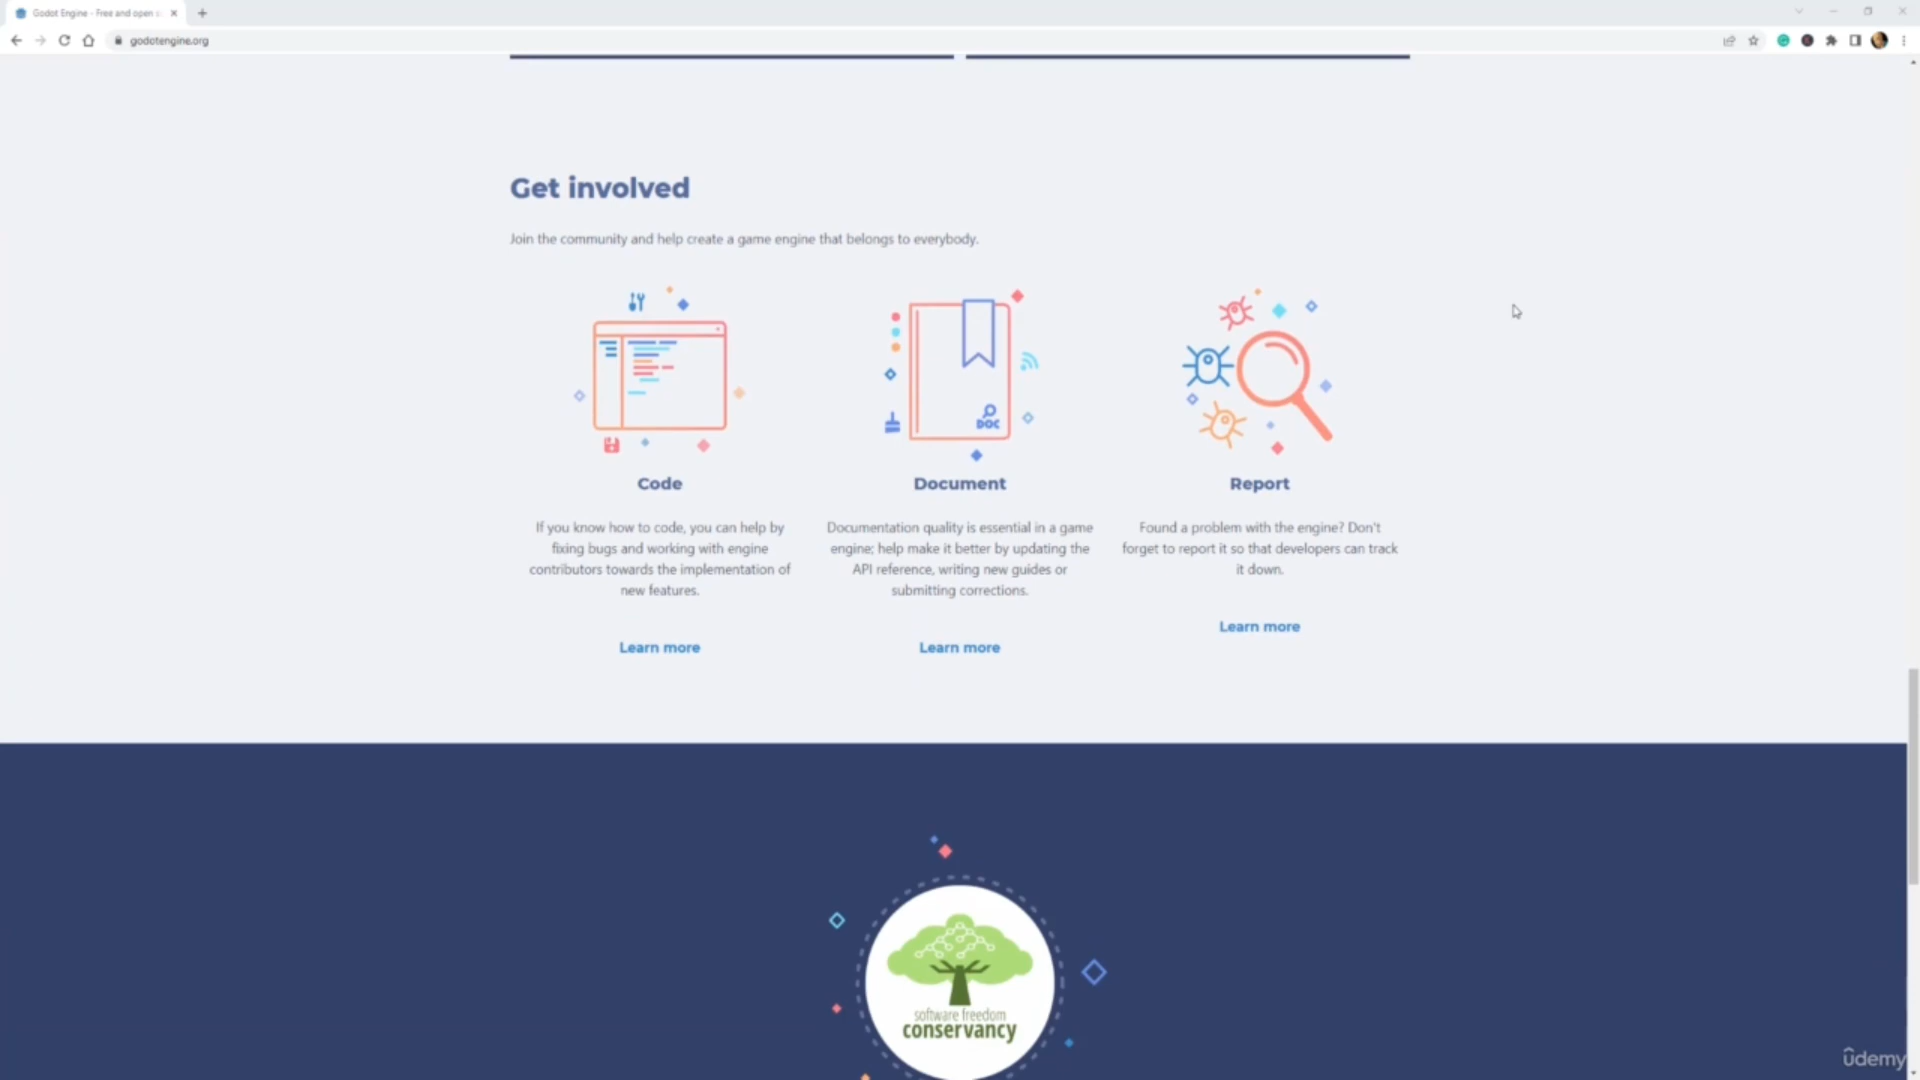 Godot Engine - Free and open s
godotengine.org
Get involved
Join the community and help create a game engine that belongs to everybody.
DOC
Code
Document
Report
If you know how to code, you can help by
fixing bugs and working with engine
contributors towards the implementation of
new features.
Documentation quality is essential in a game
engine; help make it better by updating the
API reference, writing new guides or
submitting corrections.
Found a problem with the engine? Don't
forget to report it so that developers can track
it down.
Learn more
Learn more
Learn more
software freedom
conservancy
ûdemy